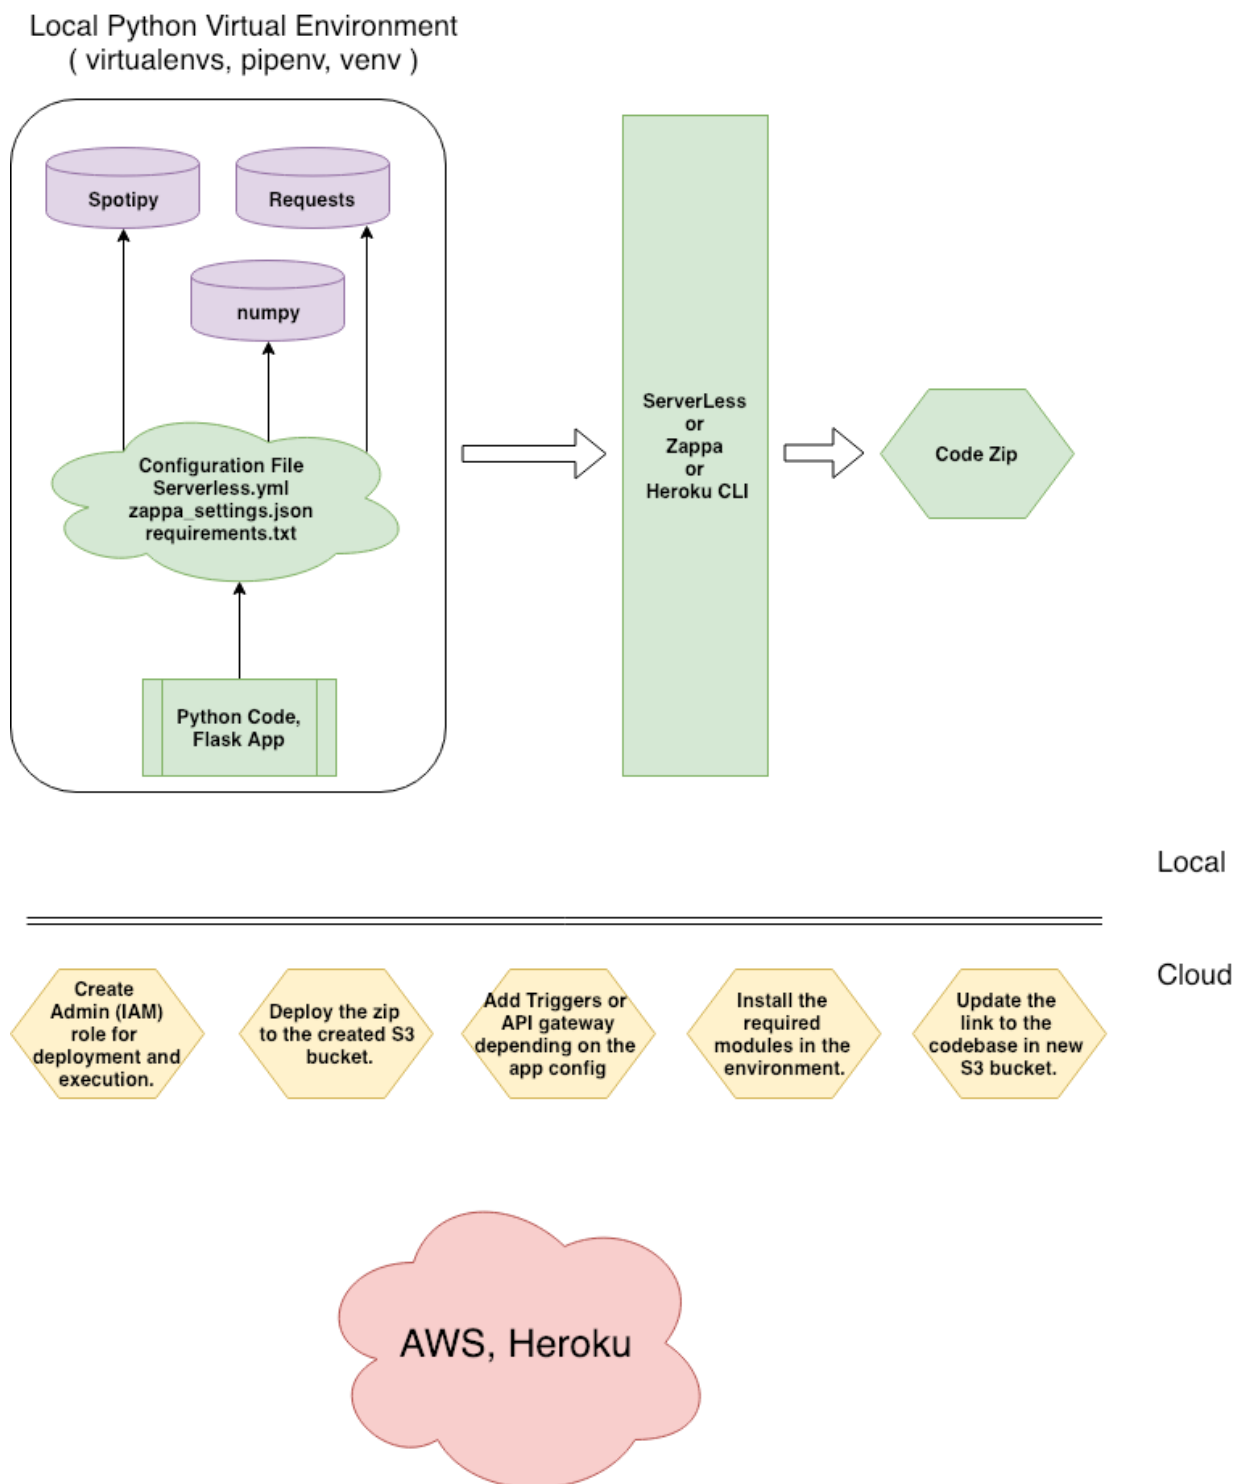 Local Python Virtual Environment
( virtualenvs, pipenv, venv )
Spotipy
Requests
numpy
Configuration File
Serverless.yml
zappa_settings.json
requirements.txt
Python Code,
Flask App
ServerLess
or
Zappa
or
Heroku CLI
Code Zip
Local
Cloud
Create
Admin (IAM)
role for
deployment and
execution.
Deploy the zip
to the created S3
bucket.
Add Triggers or
API gateway
depending on the
app config
Install the
required
modules in the
environment.
Update the
link to the
codebase in new
S3 bucket.
AWS, Heroku